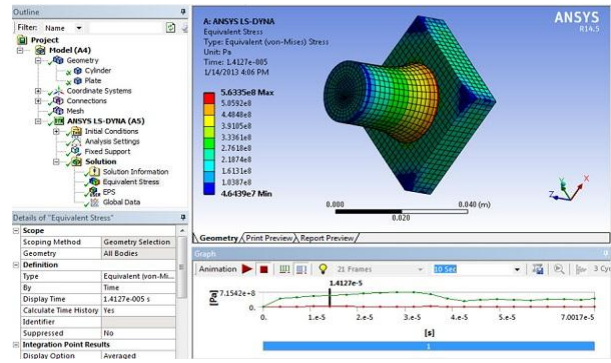 Outline
Filter: Name
Project
Model (A4)
Geometry
Cylinder
Plate
Coordinate Systems
Connections
Mesh
ANSYS LS-DYNA (A5)
Initial Conditions
Analysis Settings
Fixed Support
Solution
Solution Information
Equivalent Stress
EPS
Global Data
Details of "Equivalent Stress"
Scope
Scoping Method Geometry Selection
Geometry All Bodies
Definition
Type Equivalent (von-Mi...
By Time
Display Time 1.4127e-005 s
Calculate Time History Yes
Identifier
Suppressed No
Integration Point Results
Display Option Averaged
A: ANSYS LS-DYNA
Equivalent Stress
Type: Equivalent (von-Mises) Stress
Unit: Pa
Time: 1.4127e-005
1/14/2013 4:06 PM
5.6335e8 Max
5.0592e8
4.4848e8
3.9105e8
3.3361e8
2.7618e8
2.1874e8
1.6131e8
1.0387e8
4.6439e7 Min
ANSYS
R14.5
0.000 0.040 (m)
0.020
Z Y X
Geometry Print Preview Report Preview
Graph
Animation 21 Frames 10 Sec 3 Cy
1.4127e-5
[Pa] 7.1542e+8
0.
0. 1.e-5 2.e-5 3.e-5 4.e-5 5.e-5 7.0017e-5
[s]
1